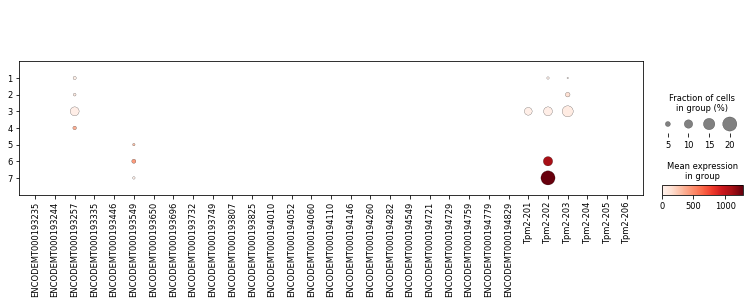 1
2
3
4
5
6
7
Fraction of cells
in group (%)
5 10 15 20
Mean expression
in group
0 500 1000
ENCODEMT000193235
ENCODEMT000193244
ENCODEMT000193257
ENCODEMT000193335
ENCODEMT000193446
ENCODEMT000193549
ENCODEMT000193650
ENCODEMT000193696
ENCODEMT000193732
ENCODEMT000193749
ENCODEMT000193807
ENCODEMT000193825
ENCODEMT000194010
ENCODEMT000194052
ENCODEMT000194060
ENCODEMT000194110
ENCODEMT000194146
ENCODEMT000194260
ENCODEMT000194282
ENCODEMT000194549
ENCODEMT000194721
ENCODEMT000194729
ENCODEMT000194759
ENCODEMT000194779
ENCODEMT000194829
Tpm2-201
Tpm2-202
Tpm2-203
Tpm2-204
Tpm2-205
Tpm2-206